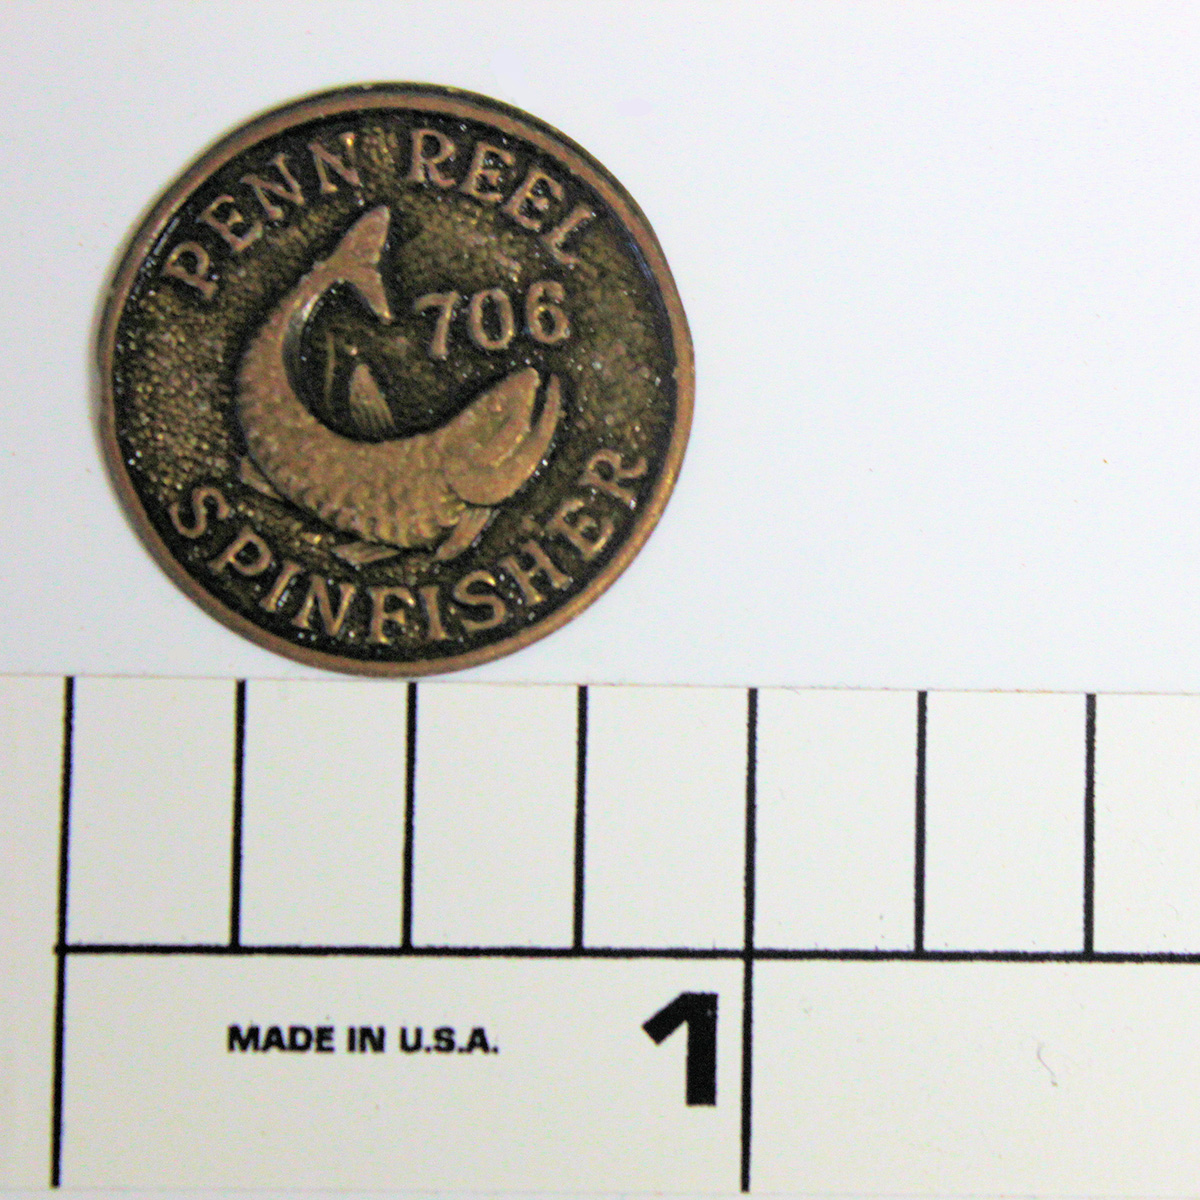 PENN REEL
706
SPINFISHER
MADE IN U.S.A.
1